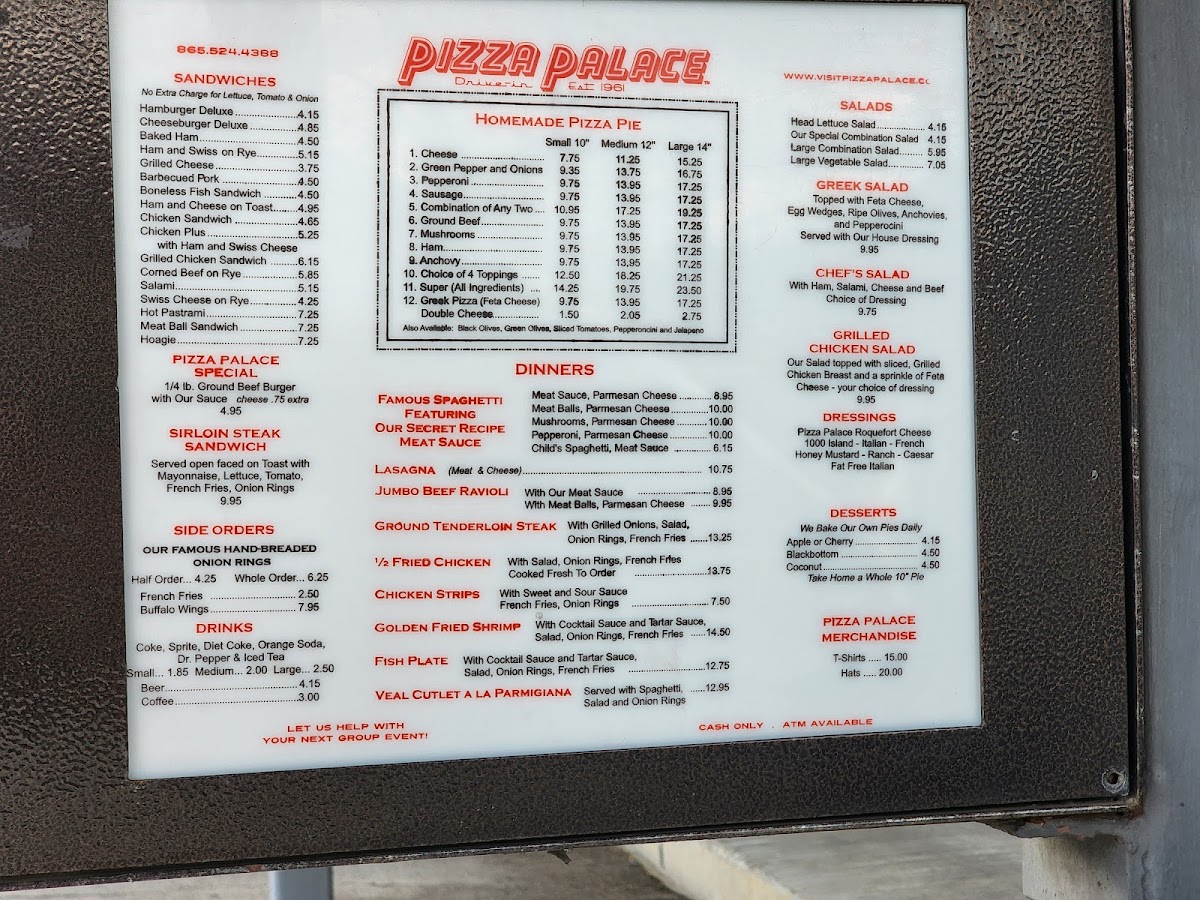 865.524.4388
PIZZA PALACE™
Drive-in Est 1961
WWW.VISITPIZZAPALACE.CO
SANDWICHES
No Extra Charge for Lettuce, Tomato & Onion
Hamburger Deluxe 4.15
Cheeseburger Deluxe 4.85
Baked Ham 4.50
Ham and Swiss on Rye 5.15
Grilled Cheese 3.75
Barbecued Pork 4.50
Boneless Fish Sandwich 4.50
Ham and Cheese on Toast 4.95
Chicken Sandwich 4.65
Chicken Plus 5.25
with Ham and Swiss Cheese
Grilled Chicken Sandwich 6.15
Corned Beef on Rye 5.85
Salami 5.15
Swiss Cheese on Rye 4.25
Hot Pastrami 7.25
Meat Ball Sandwich 7.25
Hoagie 7.25
PIZZA PALACE
SPECIAL
1/4 lb. Ground Beef Burger
with Our Sauce cheese .75 extra
4.95
SIRLOIN STEAK
SANDWICH
Served open faced on Toast with
Mayonnaise, Lettuce, Tomato,
French Fries, Onion Rings
9.95
SIDE ORDERS
OUR FAMOUS HAND-BREADED
ONION RINGS
Half Order... 4.25 Whole Order... 6.25
French Fries 2.50
Buffalo Wings 7.95
DRINKS
Coke, Sprite, Diet Coke, Orange Soda,
Dr. Pepper & Iced Tea
Small... 1.85 Medium... 2.00 Large... 2.50
Beer 4.15
Coffee 3.00
LET US HELP WITH
YOUR NEXT GROUP EVENT!
HOMEMADE PIZZA PIE
Small 10" Medium 12" Large 14"
1. Cheese 7.75 11.25 15.25
2. Green Pepper and Onions 9.35 13.75 16.75
3. Pepperoni 9.75 13.95 17.25
4. Sausage 9.75 13.95 17.25
5. Combination of Any Two 10.95 17.25 19.25
6. Ground Beef 9.75 13.95 17.25
7. Mushrooms 9.75 13.95 17.25
8. Ham 9.75 13.95 17.25
9. Anchovy 9.75 13.95 17.25
10. Choice of 4 Toppings 12.50 18.25 21.25
11. Super (All Ingredients) 14.25 19.75 23.50
12. Greek Pizza (Feta Cheese) 9.75 13.95 17.25
Double Cheese 1.50 2.05 2.75
Also Available: Black Olives, Green Olives, Sliced Tomatoes, Pepperoncini and Jalapeno
DINNERS
FAMOUS SPAGHETTI
FEATURING
OUR SECRET RECIPE
MEAT SAUCE
Meat Sauce, Parmesan Cheese 8.95
Meat Balls, Parmesan Cheese 10.00
Mushrooms, Parmesan Cheese 10.00
Pepperoni, Parmesan Cheese 10.00
Child's Spaghetti, Meat Sauce 6.15
LASAGNA (Meat & Cheese) 10.75
JUMBO BEEF RAVIOLI With Our Meat Sauce 8.95
With Meat Balls, Parmesan Cheese 9.95
GROUND TENDERLOIN STEAK With Grilled Onions, Salad,
Onion Rings, French Fries 13.25
1/2 FRIED CHICKEN With Salad, Onion Rings, French Fries
Cooked Fresh To Order 13.75
CHICKEN STRIPS With Sweet and Sour Sauce
French Fries, Onion Rings 7.50
GOLDEN FRIED SHRIMP With Cocktail Sauce and Tartar Sauce,
Salad, Onion Rings, French Fries 14.50
FISH PLATE With Cocktail Sauce and Tartar Sauce,
Salad, Onion Rings, French Fries 12.75
VEAL CUTLET A LA PARMIGIANA Served with Spaghetti, 12.95
Salad and Onion Rings
SALADS
Head Lettuce Salad 4.15
Our Special Combination Salad 4.15
Large Combination Salad 5.95
Large Vegetable Salad 7.05
GREEK SALAD
Topped with Feta Cheese,
Egg Wedges, Ripe Olives, Anchovies,
and Pepperocini
Served with Our House Dressing
9.95
CHEF'S SALAD
With Ham, Salami, Cheese and Beef
Choice of Dressing
9.75
GRILLED
CHICKEN SALAD
Our Salad topped with sliced, Grilled
Chicken Breast and a sprinkle of Feta
Cheese - your choice of dressing
9.95
DRESSINGS
Pizza Palace Roquefort Cheese
1000 Island - Italian - French
Honey Mustard - Ranch - Caesar
Fat Free Italian
DESSERTS
We Bake Our Own Pies Daily
Apple or Cherry 4.15
Blackbottom 4.50
Coconut 4.50
Take Home a Whole 10" Pie
PIZZA PALACE
MERCHANDISE
T-Shirts ..... 15.00
Hats ..... 20.00
CASH ONLY . ATM AVAILABLE